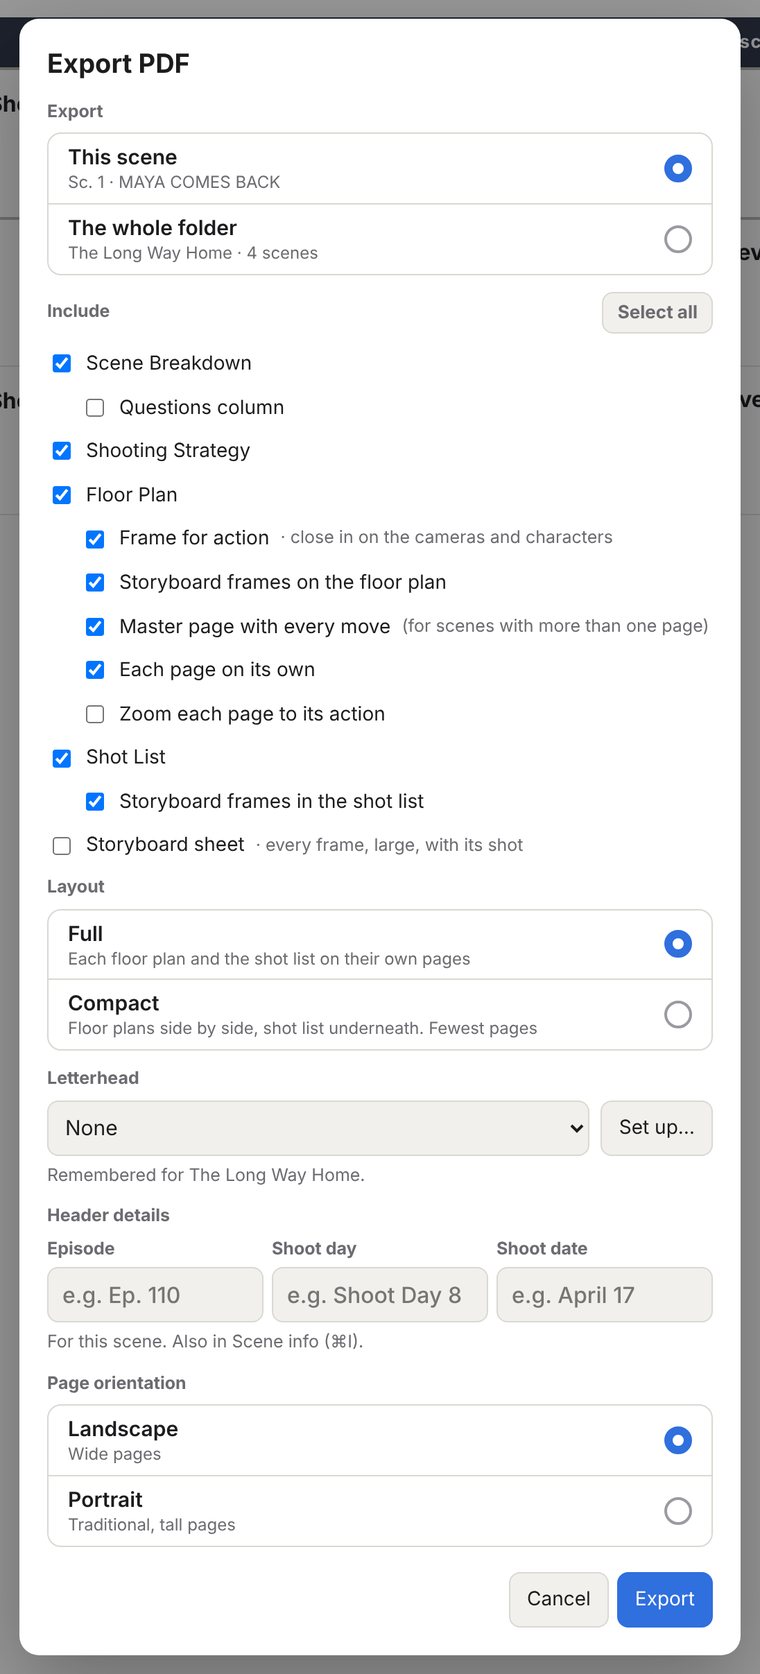 Export PDF
Export
This scene
Sc. 1 · MAYA COMES BACK
The whole folder
The Long Way Home · 4 scenes
Include
Select all
Scene Breakdown
Questions column
Shooting Strategy
Floor Plan
Frame for action · close in on the cameras and characters
Storyboard frames on the floor plan
Master page with every move (for scenes with more than one page)
Each page on its own
Zoom each page to its action
Shot List
Storyboard frames in the shot list
Storyboard sheet · every frame, large, with its shot
Layout
Full
Each floor plan and the shot list on their own pages
Compact
Floor plans side by side, shot list underneath. Fewest pages
Letterhead
None
Set up...
Remembered for The Long Way Home.
Header details
Episode Shoot day Shoot date
e.g. Ep. 110 e.g. Shoot Day 8 e.g. April 17
For this scene. Also in Scene info (⌘I).
Page orientation
Landscape
Wide pages
Portrait
Traditional, tall pages
Cancel Export